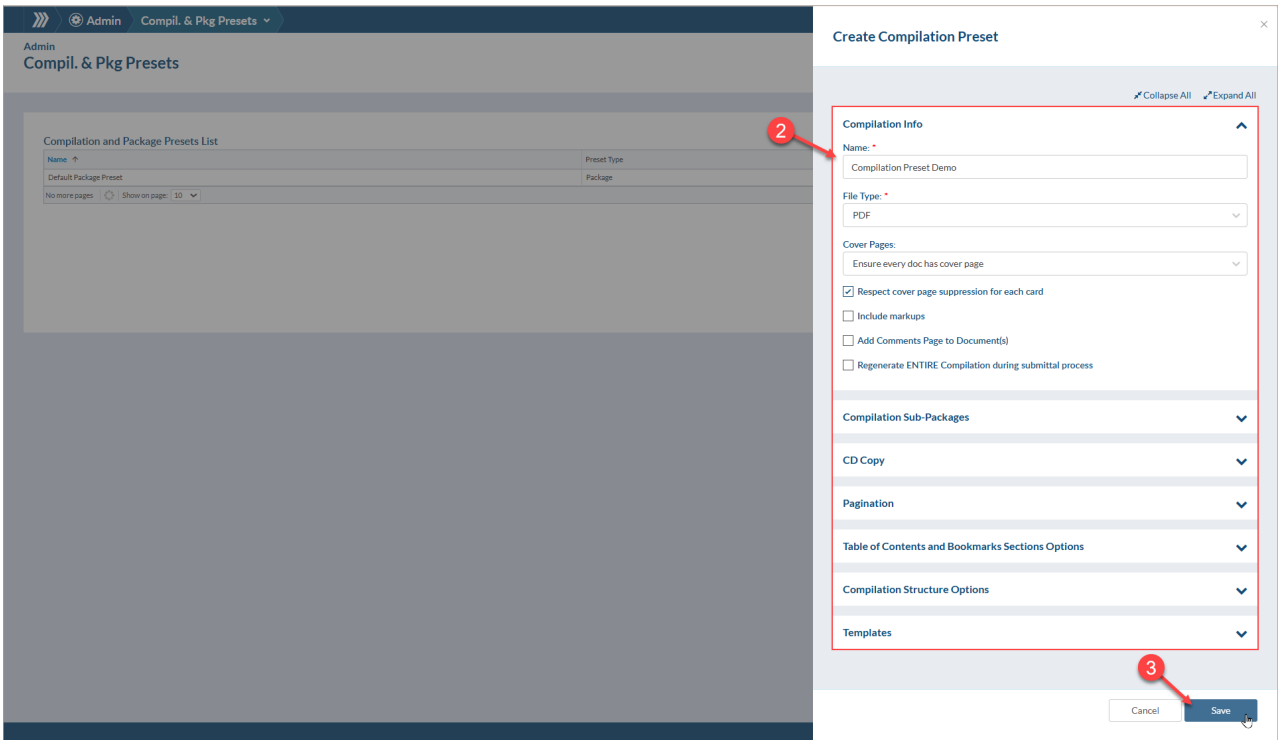 Admin
Compil. & Pkg Presets
Admin
Compil. & Pkg Presets
Compilation and Package Presets List
Name ↑
Preset Type
Default Package Preset
Package
No more pages
Show on page: 10
Create Compilation Preset
Collapse All
Expand All
2
Compilation Info
Name: *
Compilation Preset Demo
File Type: *
PDF
Cover Pages:
Ensure every doc has cover page
Respect cover page suppression for each card
Include markups
Add Comments Page to Document(s)
Regenerate ENTIRE Compilation during submittal process
Compilation Sub-Packages
CD Copy
Pagination
Table of Contents and Bookmarks Sections Options
Compilation Structure Options
Templates
3
Cancel
Save